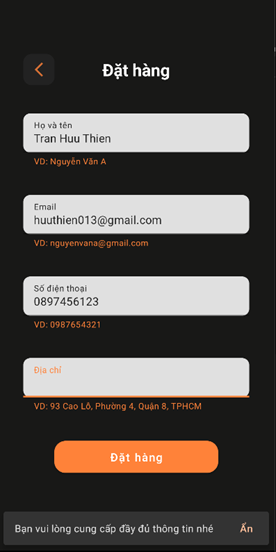 Đặt hàng
Họ và tên
Tran Huu Thien
VD: Nguyễn Văn A
Email
huuthien013@gmail.com
VD: nguyenvana@gmail.com
Số điện thoại
0897456123
VD: 0987654321
Địa chỉ
VD: 93 Cao Lỗ, Phường 4, Quận 8, TPHCM
Đặt hàng
Bạn vui lòng cung cấp đầy đủ thông tin nhé Ẩn